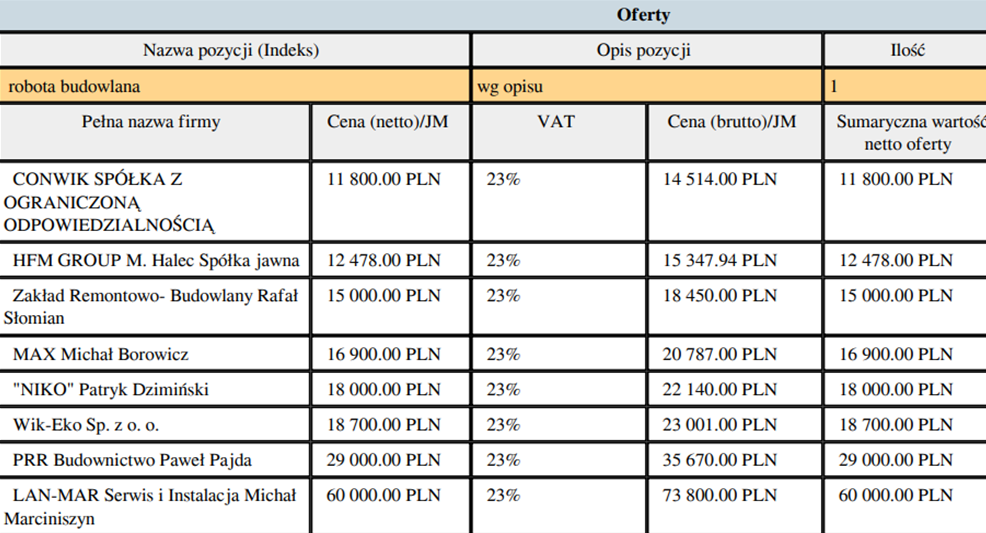 Oferty
Nazwa pozycji (Indeks) Opis pozycji Ilość
robota budowlana wg opisu 1
Pełna nazwa firmy Cena (netto)/JM VAT Cena (brutto)/JM Sumaryczna wartość
netto oferty
CONWIK SPÓŁKA Z 11 800.00 PLN 23% 14 514.00 PLN 11 800.00 PLN
OGRANICZONĄ
ODPOWIEDZIALNOŚCIĄ
HFM GROUP M. Halec Spółka jawna 12 478.00 PLN 23% 15 347.94 PLN 12 478.00 PLN
Zakład Remontowo- Budowlany Rafał 15 000.00 PLN 23% 18 450.00 PLN 15 000.00 PLN
Słomian
MAX Michał Borowicz 16 900.00 PLN 23% 20 787.00 PLN 16 900.00 PLN
"NIKO" Patryk Dzimiński 18 000.00 PLN 23% 22 140.00 PLN 18 000.00 PLN
Wik-Eko Sp. z o. o. 18 700.00 PLN 23% 23 001.00 PLN 18 700.00 PLN
PRR Budownictwo Paweł Pajda 29 000.00 PLN 23% 35 670.00 PLN 29 000.00 PLN
LAN-MAR Serwis i Instalacja Michał 60 000.00 PLN 23% 73 800.00 PLN 60 000.00 PLN
Marciniszyn